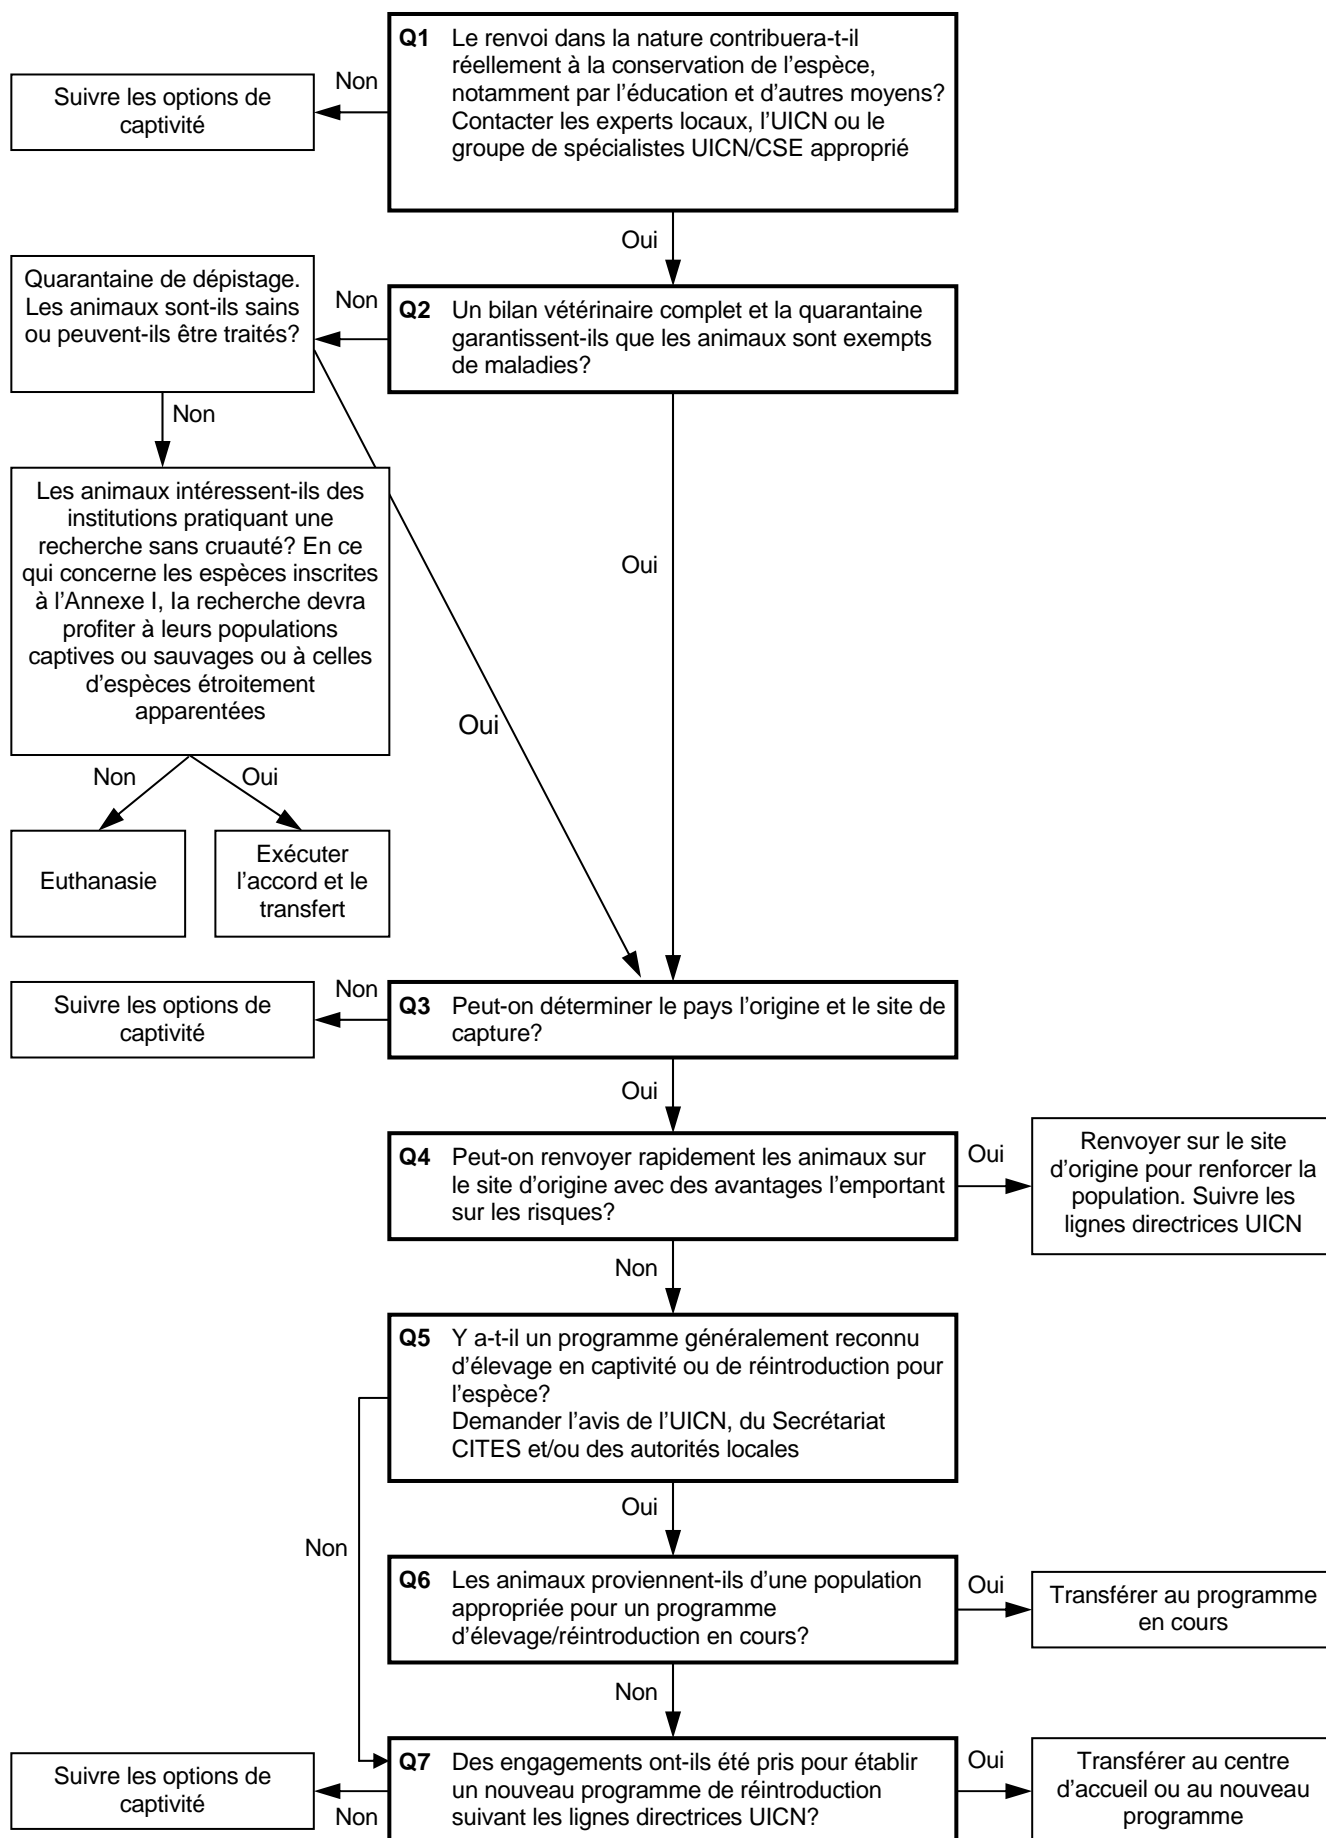 Q1 Le renvoi dans la nature contribuera-t-il
réellement à la conservation de l’espèce,
notamment par l’éducation et d’autres moyens?
Contacter les experts locaux, l’UICN ou le
groupe de spécialistes UICN/CSE approprié
Non
Suivre les options de
captivité
Oui
Quarantaine de dépistage.
Les animaux sont-ils sains
ou peuvent-ils être traités?
Non
Q2 Un bilan vétérinaire complet et la quarantaine
garantissent-ils que les animaux sont exempts
de maladies?
Non
Les animaux intéressent-ils des
institutions pratiquant une
recherche sans cruauté? En ce
qui concerne les espèces inscrites
à l’Annexe I, la recherche devra
profiter à leurs populations
captives ou sauvages ou à celles
d’espèces étroitement
apparentées
Oui
Oui
Non
Oui
Euthanasie
Exécuter
l’accord et le
transfert
Suivre les options de
captivité
Non
Q3 Peut-on déterminer le pays l’origine et le site de
capture?
Oui
Q4 Peut-on renvoyer rapidement les animaux sur
le site d’origine avec des avantages l’emportant
sur les risques?
Oui
Renvoyer sur le site
d’origine pour renforcer la
population. Suivre les
lignes directrices UICN
Non
Q5 Y a-t-il un programme généralement reconnu
d’élevage en captivité ou de réintroduction pour
l’espèce?
Demander l’avis de l’UICN, du Secrétariat
CITES et/ou des autorités locales
Oui
Non
Q6 Les animaux proviennent-ils d’une population
appropriée pour un programme
d’élevage/réintroduction en cours?
Oui
Transférer au programme
en cours
Non
Suivre les options de
captivité
Non
Q7 Des engagements ont-ils été pris pour établir
un nouveau programme de réintroduction
suivant les lignes directrices UICN?
Oui
Transférer au centre
d’accueil ou au nouveau
programme